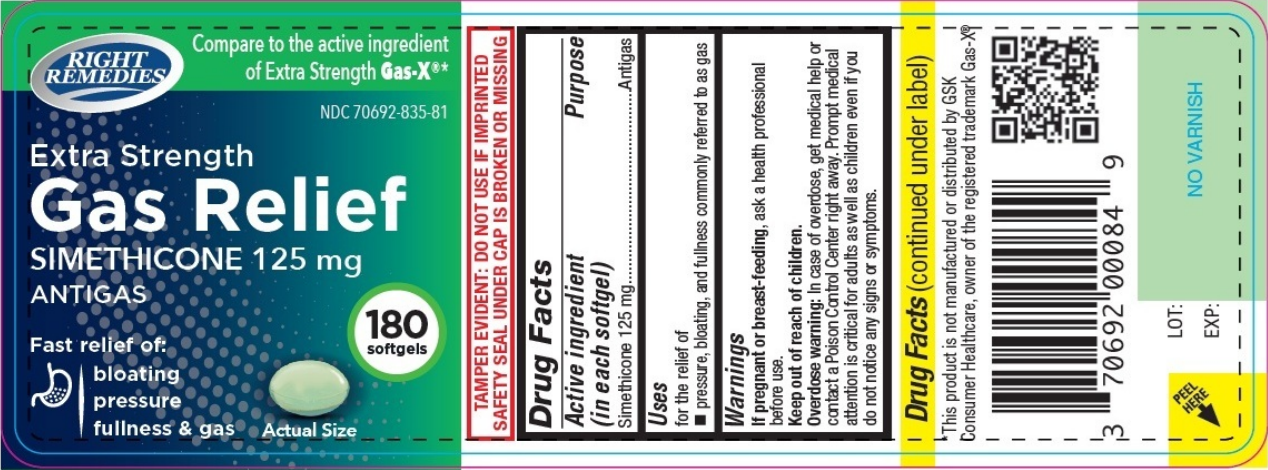 RIGHT
REMEDIES
Compare to the active ingredient
of Extra Strength Gas-X®*
NDC 70692-835-81
Extra Strength
Gas Relief
SIMETHICONE 125 mg
ANTIGAS
180
softgels
Fast relief of:
bloating
pressure
fullness & gas
Actual Size
TAMPER EVIDENT: DO NOT USE IF IMPRINTED
SAFETY SEAL UNDER CAP IS BROKEN OR MISSING
Drug Facts
Active ingredient Purpose
(in each softgel)
Simethicone 125 mg....................................Antigas
Uses
for the relief of
■ pressure, bloating, and fullness commonly referred to as gas
Warnings
If pregnant or breast-feeding, ask a health professional
before use.
Keep out of reach of children.
Overdose warning: In case of overdose, get medical help or
contact a Poison Control Center right away. Prompt medical
attention is critical for adults as well as children even if you
do not notice any signs or symptoms.
Drug Facts (continued under label)
*This product is not manufactured or distributed by GSK
Consumer Healthcare, owner of the registered trademark Gas-X®
3 70692 00084 9
NO VARNISH
LOT:
EXP:
PEEL
HERE